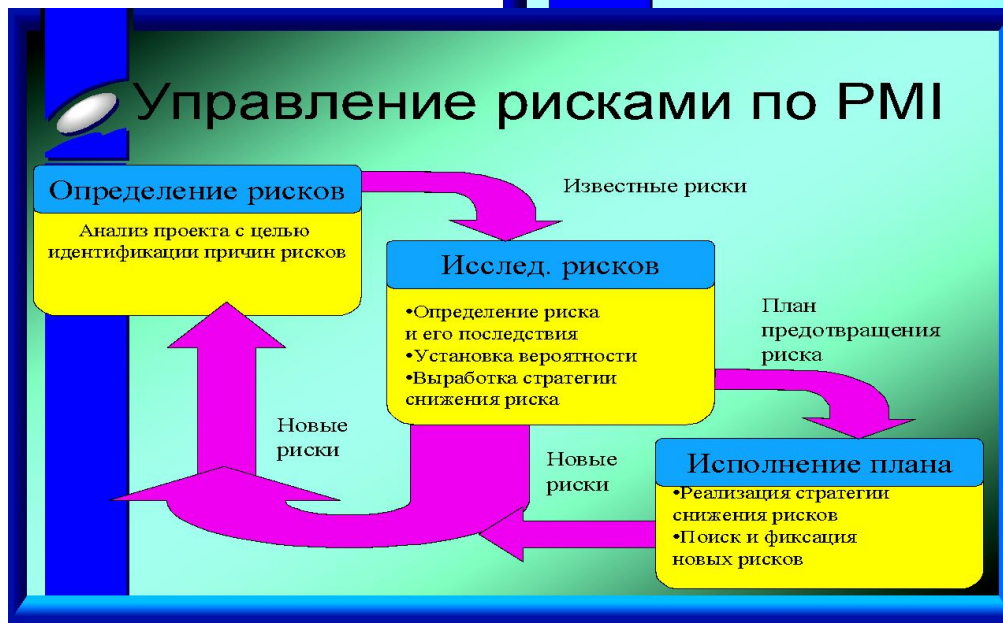 Управление рисками по PMI
Определение рисков
Анализ проекта с целью
идентификации причин рисков
Известные риски
Исслед. рисков
•Определение риска
и его последствия
•Установка вероятности
•Выработка стратегии
снижения риска
План
предотвращения
риска
Новые
риски
Новые
риски
Исполнение плана
•Реализация стратегии
снижения рисков
•Поиск и фиксация
новых рисков